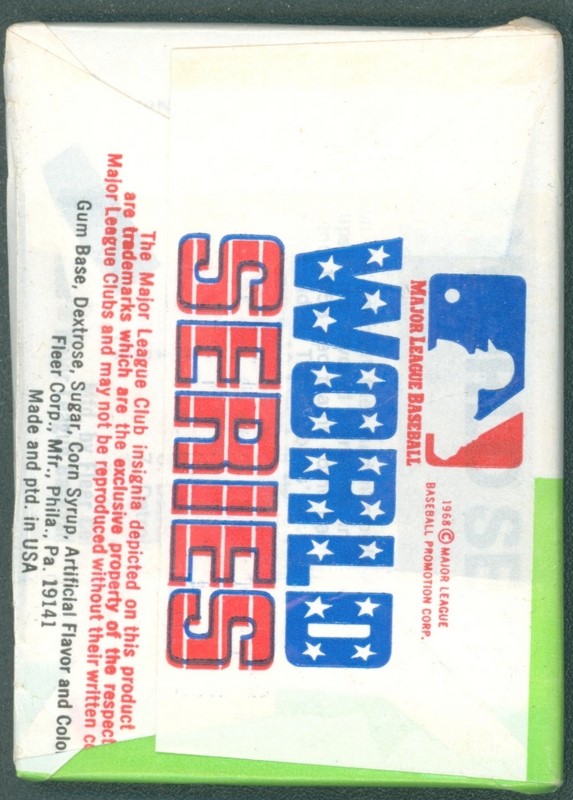 MAJOR LEAGUE BASEBALL
1968 © MAJOR LEAGUE
BASEBALL PROMOTION CORP.
WORLD
SERIES
The Major League Club insignia depicted on this product
are trademarks which are the exclusive property of the respect
Major League Clubs and may not be reproduced without their written
Gum Base, Dextrose, Sugar, Corn Syrup, Artificial Flavor and Colo
Fleer Corp., Mfr., Phila., Pa. 19141
Made and ptd. in USA